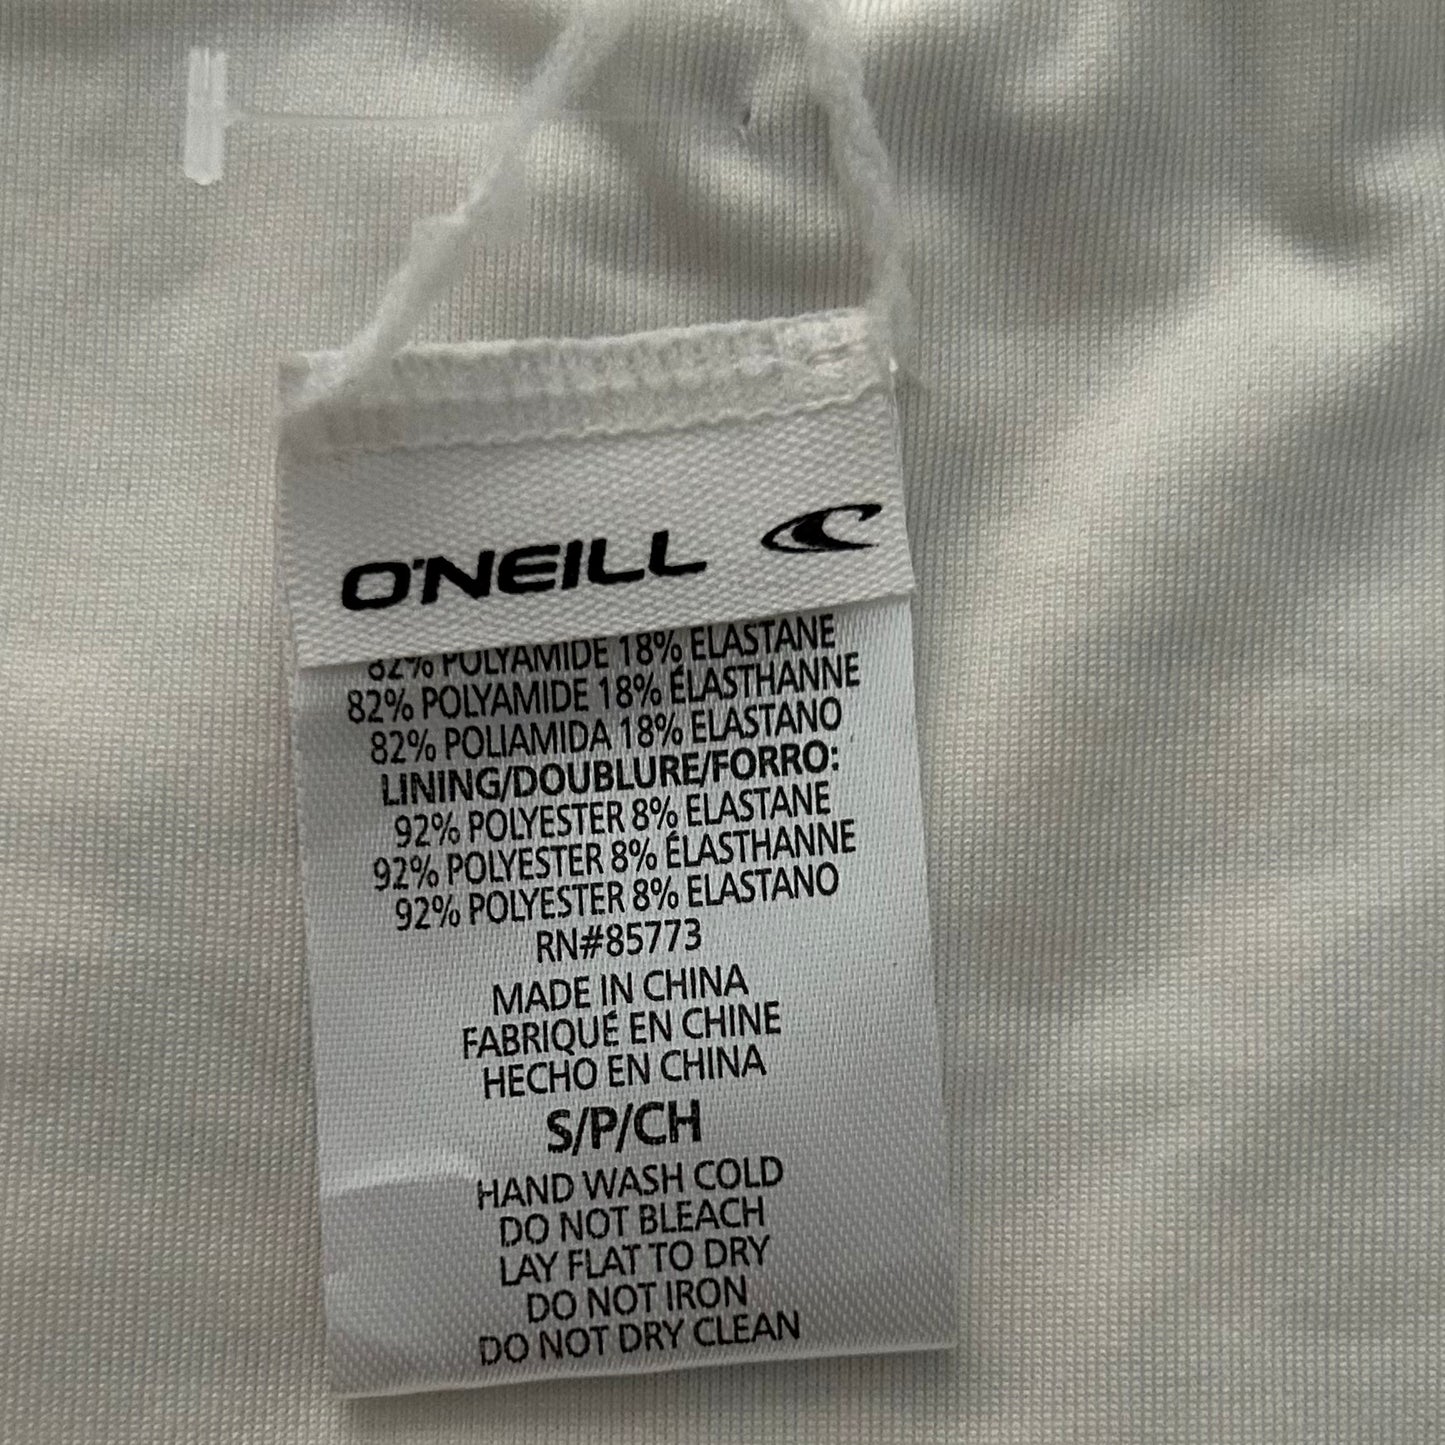 O'NEILL
82% POLYAMIDE 18% ELASTANE
82% POLYAMIDE 18% ÉLASTHANNE
82% POLIAMIDA 18% ELASTANO
LINING/DOUBLURE/FORRO:
92% POLYESTER 8% ELASTANE
92% POLYESTER 8% ÉLASTHANNE
92% POLYESTER 8% ELASTANO
RN#85773
MADE IN CHINA
FABRIQUÉ EN CHINE
HECHO EN CHINA
S/P/CH
HAND WASH COLD
DO NOT BLEACH
LAY FLAT TO DRY
DO NOT IRON
DO NOT DRY CLEAN